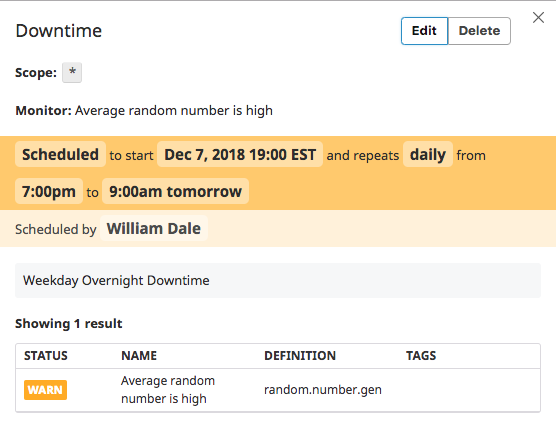 Downtime
Edit
Delete
Scope: *
Monitor: Average random number is high
Scheduled to start Dec 7, 2018 19:00 EST and repeats daily from
7:00pm to 9:00am tomorrow
Scheduled by William Dale
Weekday Overnight Downtime
Showing 1 result
STATUS NAME DEFINITION TAGS
WARN Average random number is high random.number.gen